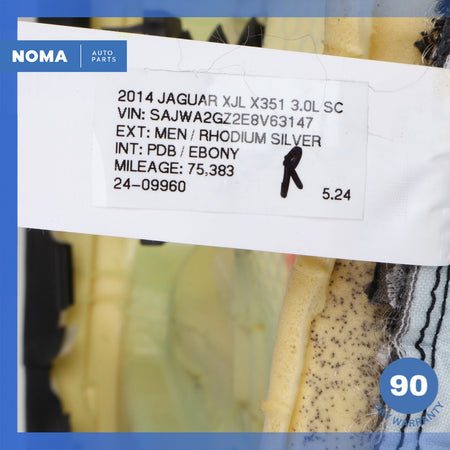 NOMA AUTO PARTS
2014 JAGUAR XJL X351 3.0L SC
VIN: SAJWA2GZ2E8V63147
EXT: MEN / RHODIUM SILVER
INT: PDB / EBONY
MILEAGE: 75,383
24-09960
R
5.24
90
WARRANTY